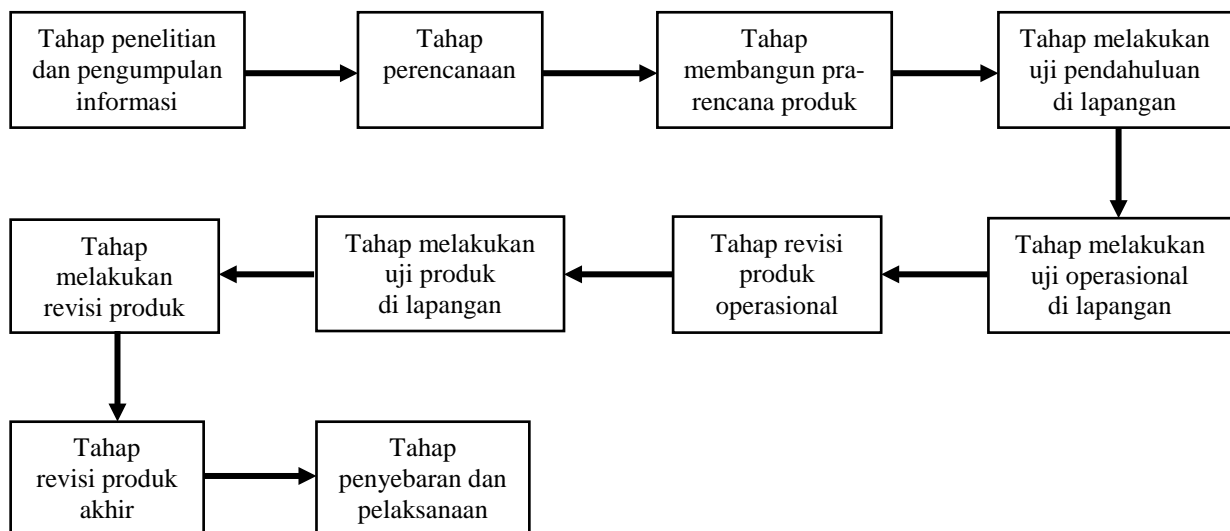 Tahap penelitian
dan pengumpulan
informasi
Tahap
perencanaan
Tahap
membangun pra-
rencana produk
Tahap melakukan
uji pendahuluan
di lapangan
Tahap melakukan
uji operasional
di lapangan
Tahap revisi
produk
operasional
Tahap melakukan
uji produk
di lapangan
Tahap
melakukan
revisi produk
Tahap
revisi produk
akhir
Tahap
penyebaran dan
pelaksanaan